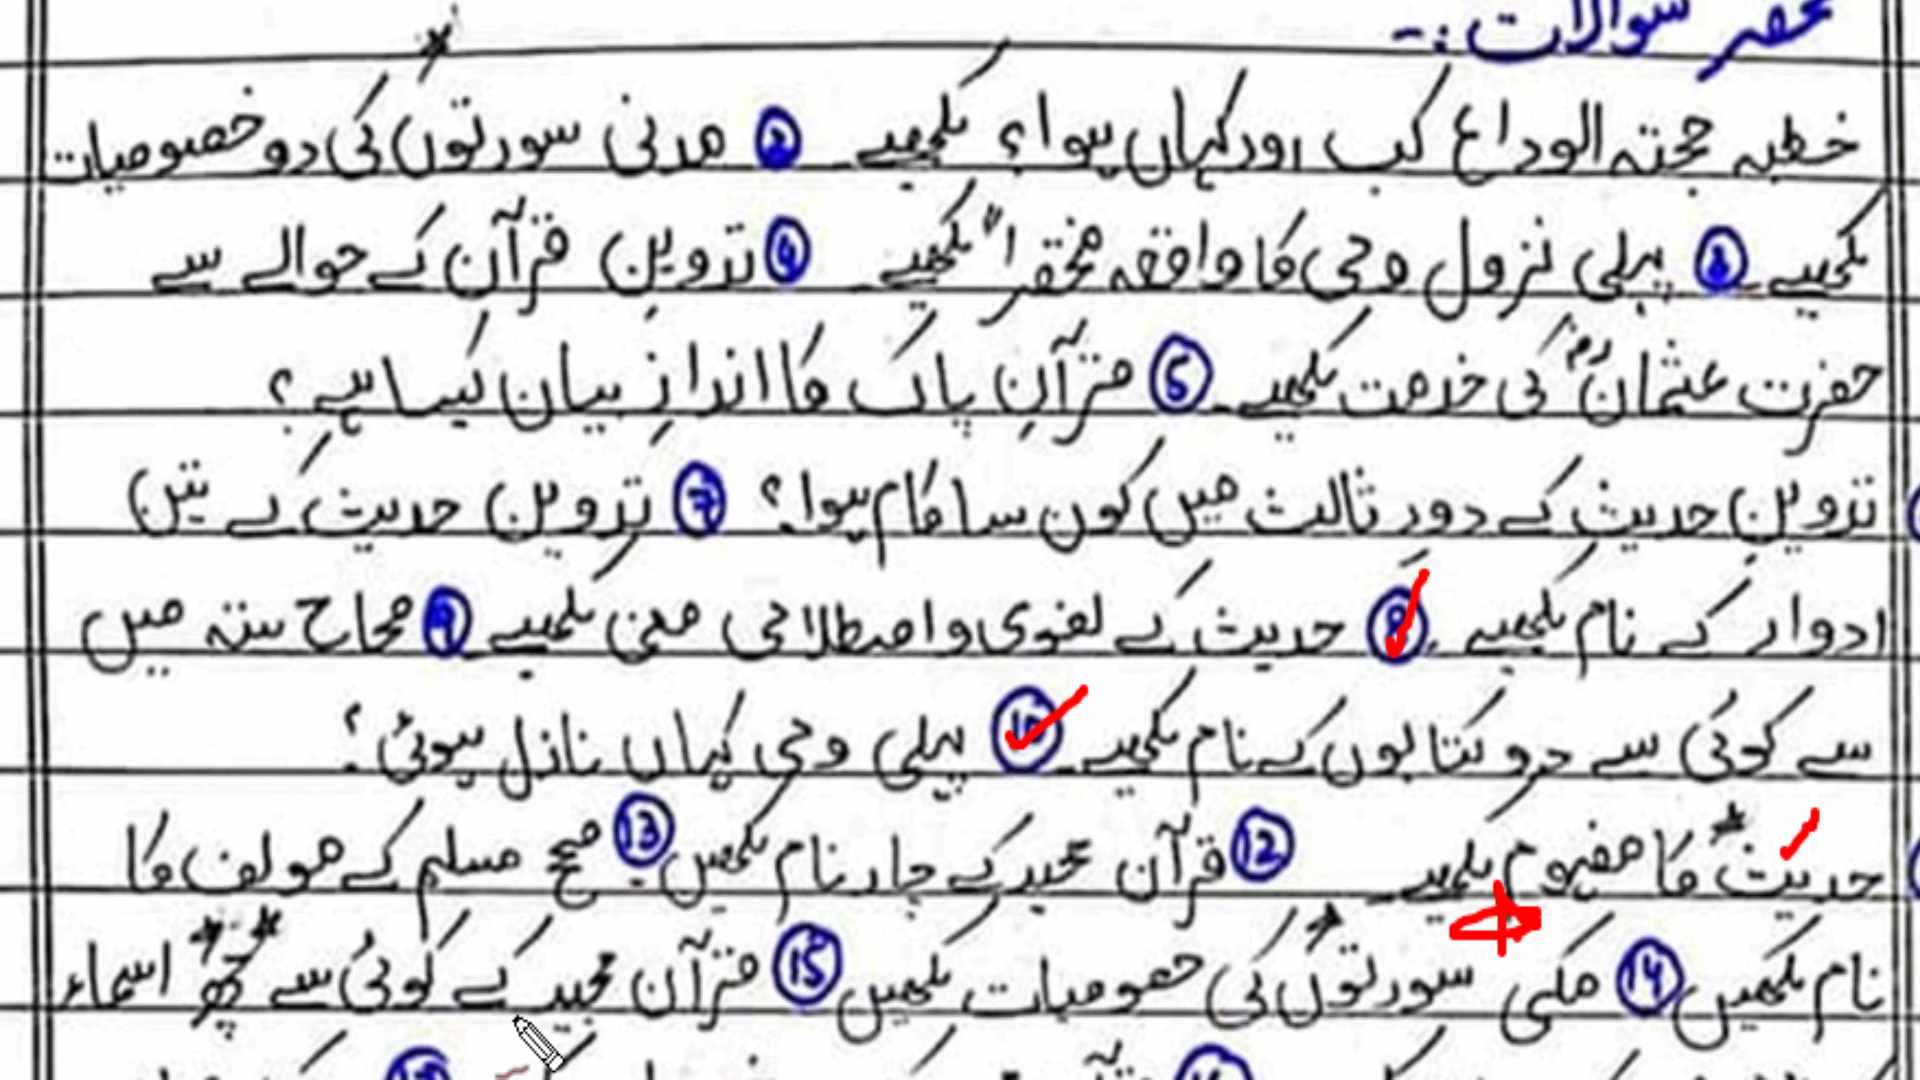 مختصر سوالات :-
خطبہ حجتہ الوداع کب اور کہاں ہوا؟ لکھیے۔ ② مدنی سورتوں کی دو خصوصیات
لکھیے۔ ③ پہلی نزول وحی کا واقعہ مختصراً لکھیے۔ ④ تدوین قرآن کے حوالے سے
حضرت عثمانؓ کی خدمت لکھیے۔ ⑤ قرآنِ پاک کا اندازِ بیان کیسا ہے؟
تدوینِ حدیث کے دورِ ثالث میں کون سا کام ہوا؟ ⑦ تدوین حدیث کے تین
ادوار کے نام لکھیے۔ ⑧ حدیث کے لغوی و اصطلاحی معنی لکھیے۔ ⑨ صحاح ستہ میں
سے کوئی سے دو کتابوں کے نام لکھیے۔ ⑩ پہلی وحی کہاں نازل ہوئی؟
حدیث کا مفہوم لکھیے۔ ⑫ قرآن مجید کے چار نام لکھیں۔ ⑬ صحیح مسلم کے مولف کا
نام لکھیں ⑭ مکی سورتوں کی خصوصیات لکھیں ⑮ قرآن مجید کے کوئی سے چھ اسماء